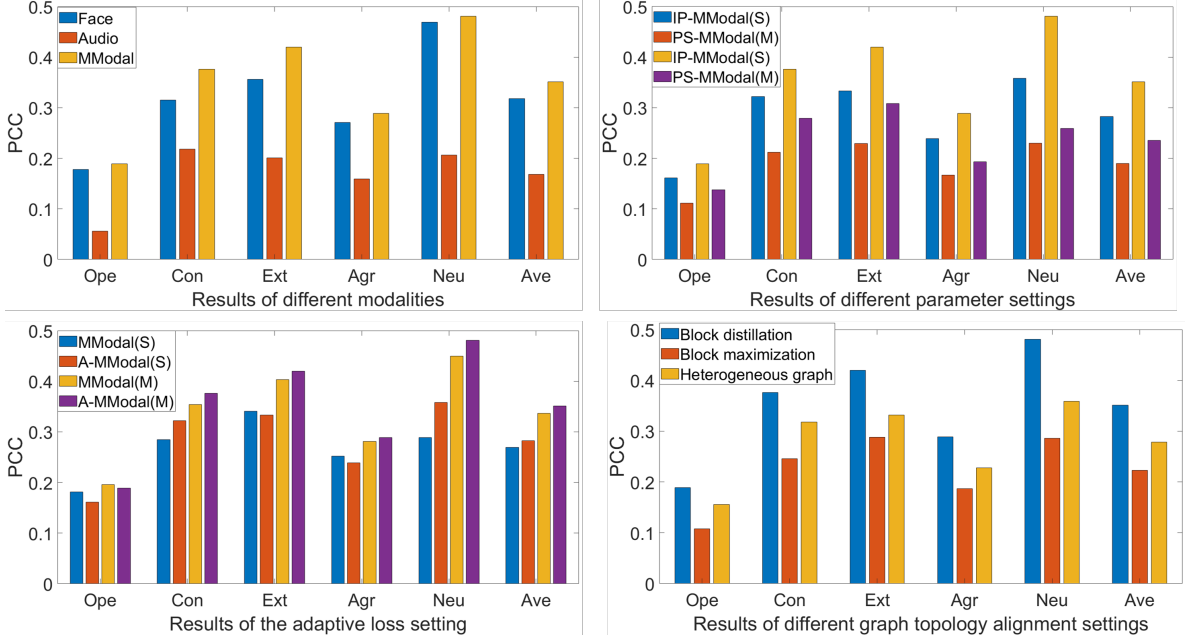 0.5
0.4
0.3
0.2
0.1
0
PCC
Face
Audio
MModal
Ope Con Ext Agr Neu Ave
Results of different modalities
0.5
0.4
0.3
0.2
0.1
0
PCC
IP-MModal(S)
PS-MModal(M)
IP-MModal(S)
PS-MModal(M)
Ope Con Ext Agr Neu Ave
Results of different parameter settings
0.5
0.4
0.3
0.2
0.1
0
PCC
MModal(S)
A-MModal(S)
MModal(M)
A-MModal(M)
Ope Con Ext Agr Neu Ave
Results of the adaptive loss setting
0.5
0.4
0.3
0.2
0.1
0
PCC
Block distillation
Block maximization
Heterogeneous graph
Ope Con Ext Agr Neu Ave
Results of different graph topology alignment settings